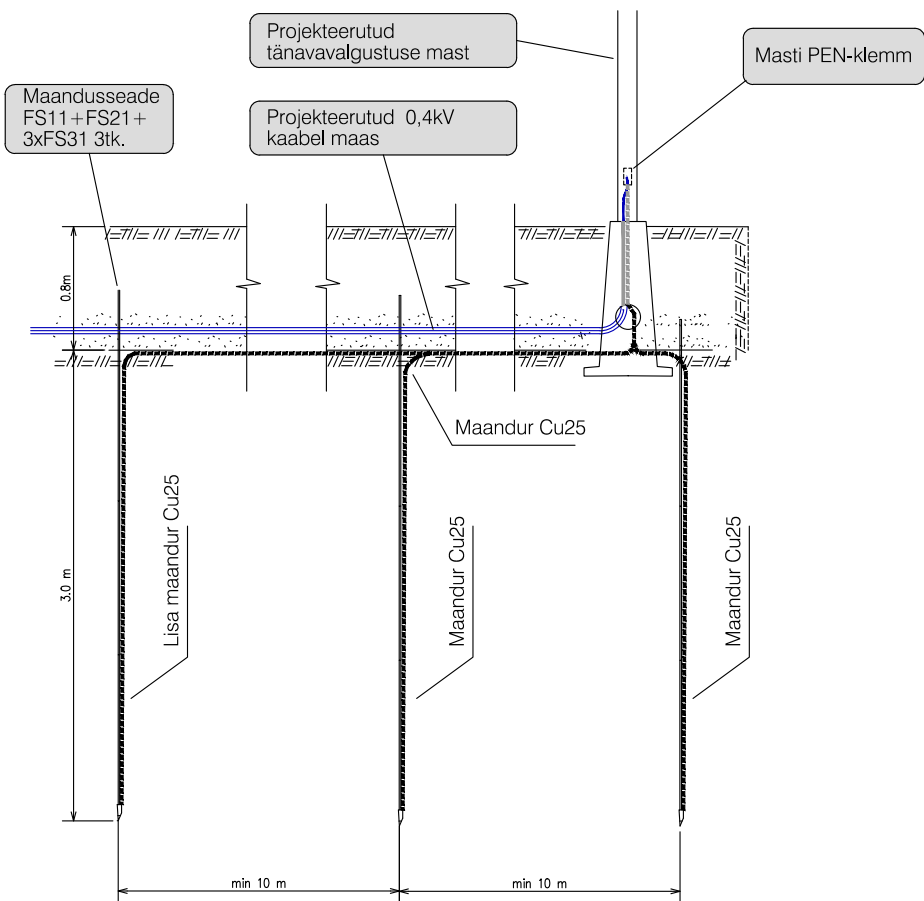 Projekteerutud
tänavavalgustuse mast
Masti PEN-klemm
Maandusseade
FS11+FS21+
3xFS31 3tk.
Projekteerutud 0,4kV
kaabel maas
0.8m
Maandur Cu25
3.0 m
Lisa maandur Cu25
Maandur Cu25
Maandur Cu25
min 10 m
min 10 m